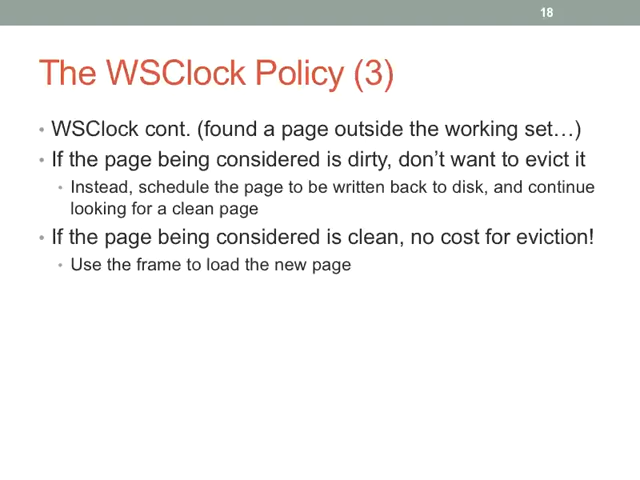 18
The WSClock Policy (3)
• WSClock cont. (found a page outside the working set…)
• If the page being considered is dirty, don’t want to evict it
• Instead, schedule the page to be written back to disk, and continue
looking for a clean page
• If the page being considered is clean, no cost for eviction!
• Use the frame to load the new page